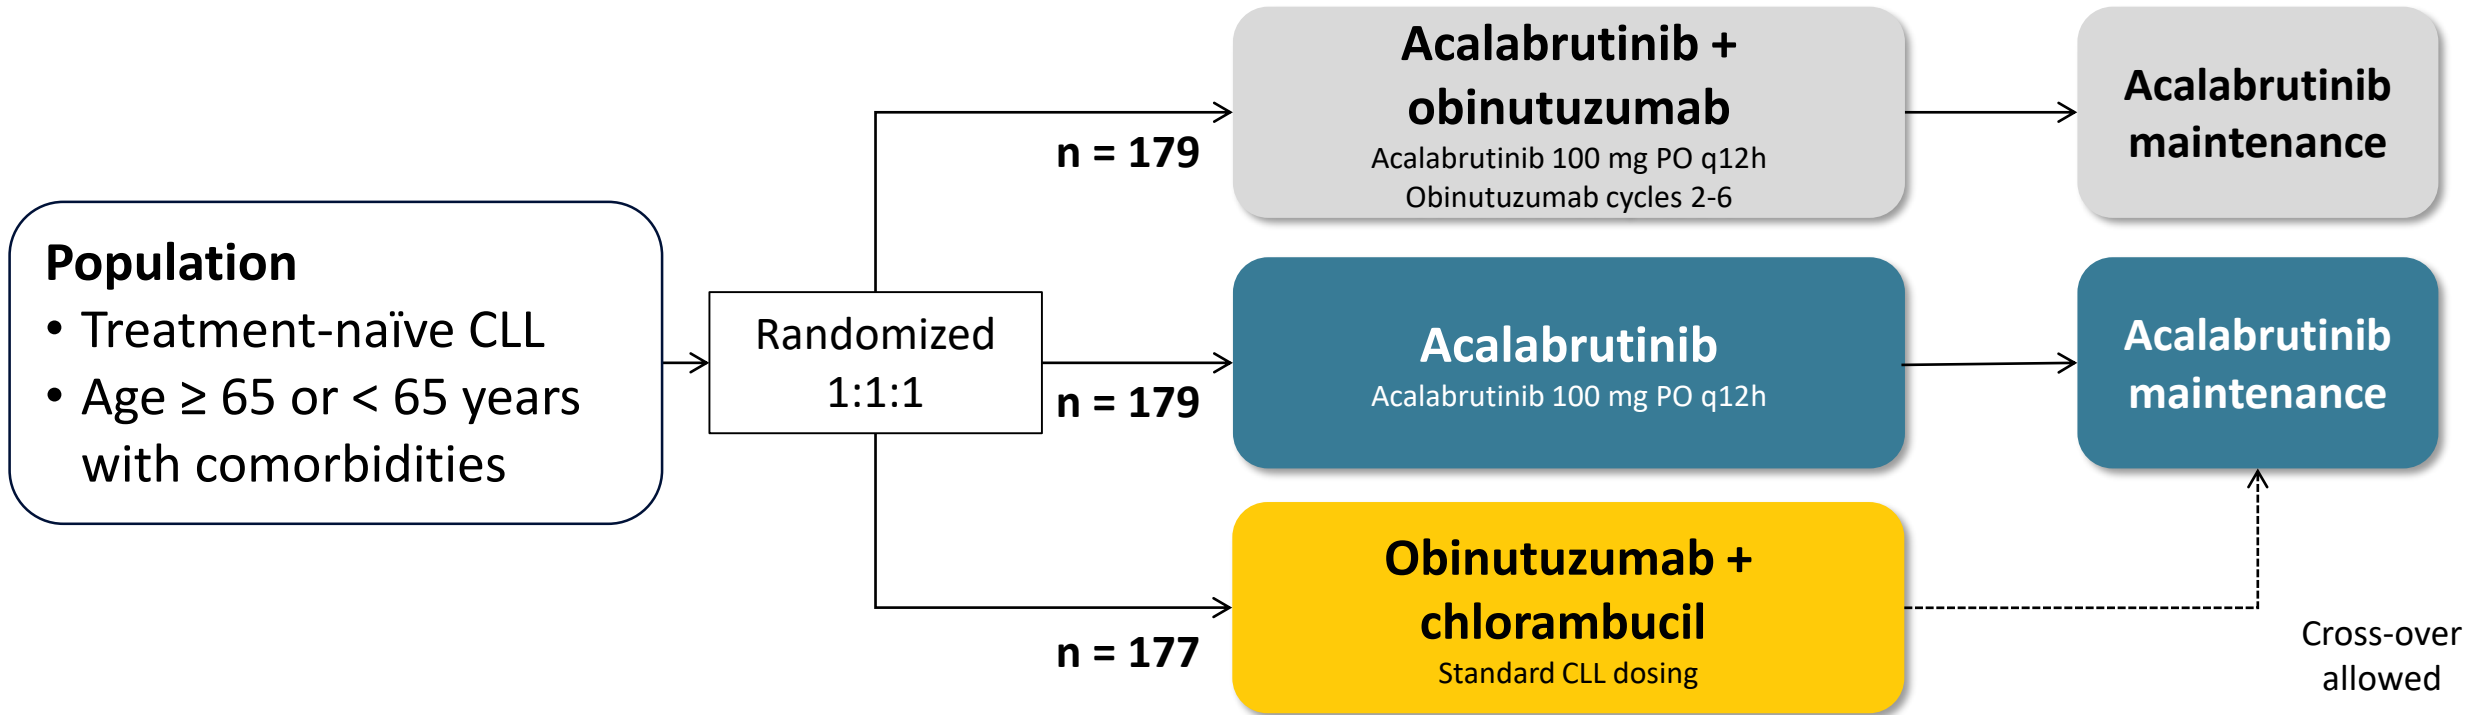 Population
• Treatment-naïve CLL
• Age ≥ 65 or < 65 years
with comorbidities
Randomized
1:1:1
n = 179
Acalabrutinib +
obinutuzumab
Acalabrutinib 100 mg PO q12h
Obinutuzumab cycles 2-6
Acalabrutinib
maintenance
n = 179
Acalabrutinib
Acalabrutinib 100 mg PO q12h
Acalabrutinib
maintenance
n = 177
Obinutuzumab +
chlorambucil
Standard CLL dosing
Cross-over
allowed